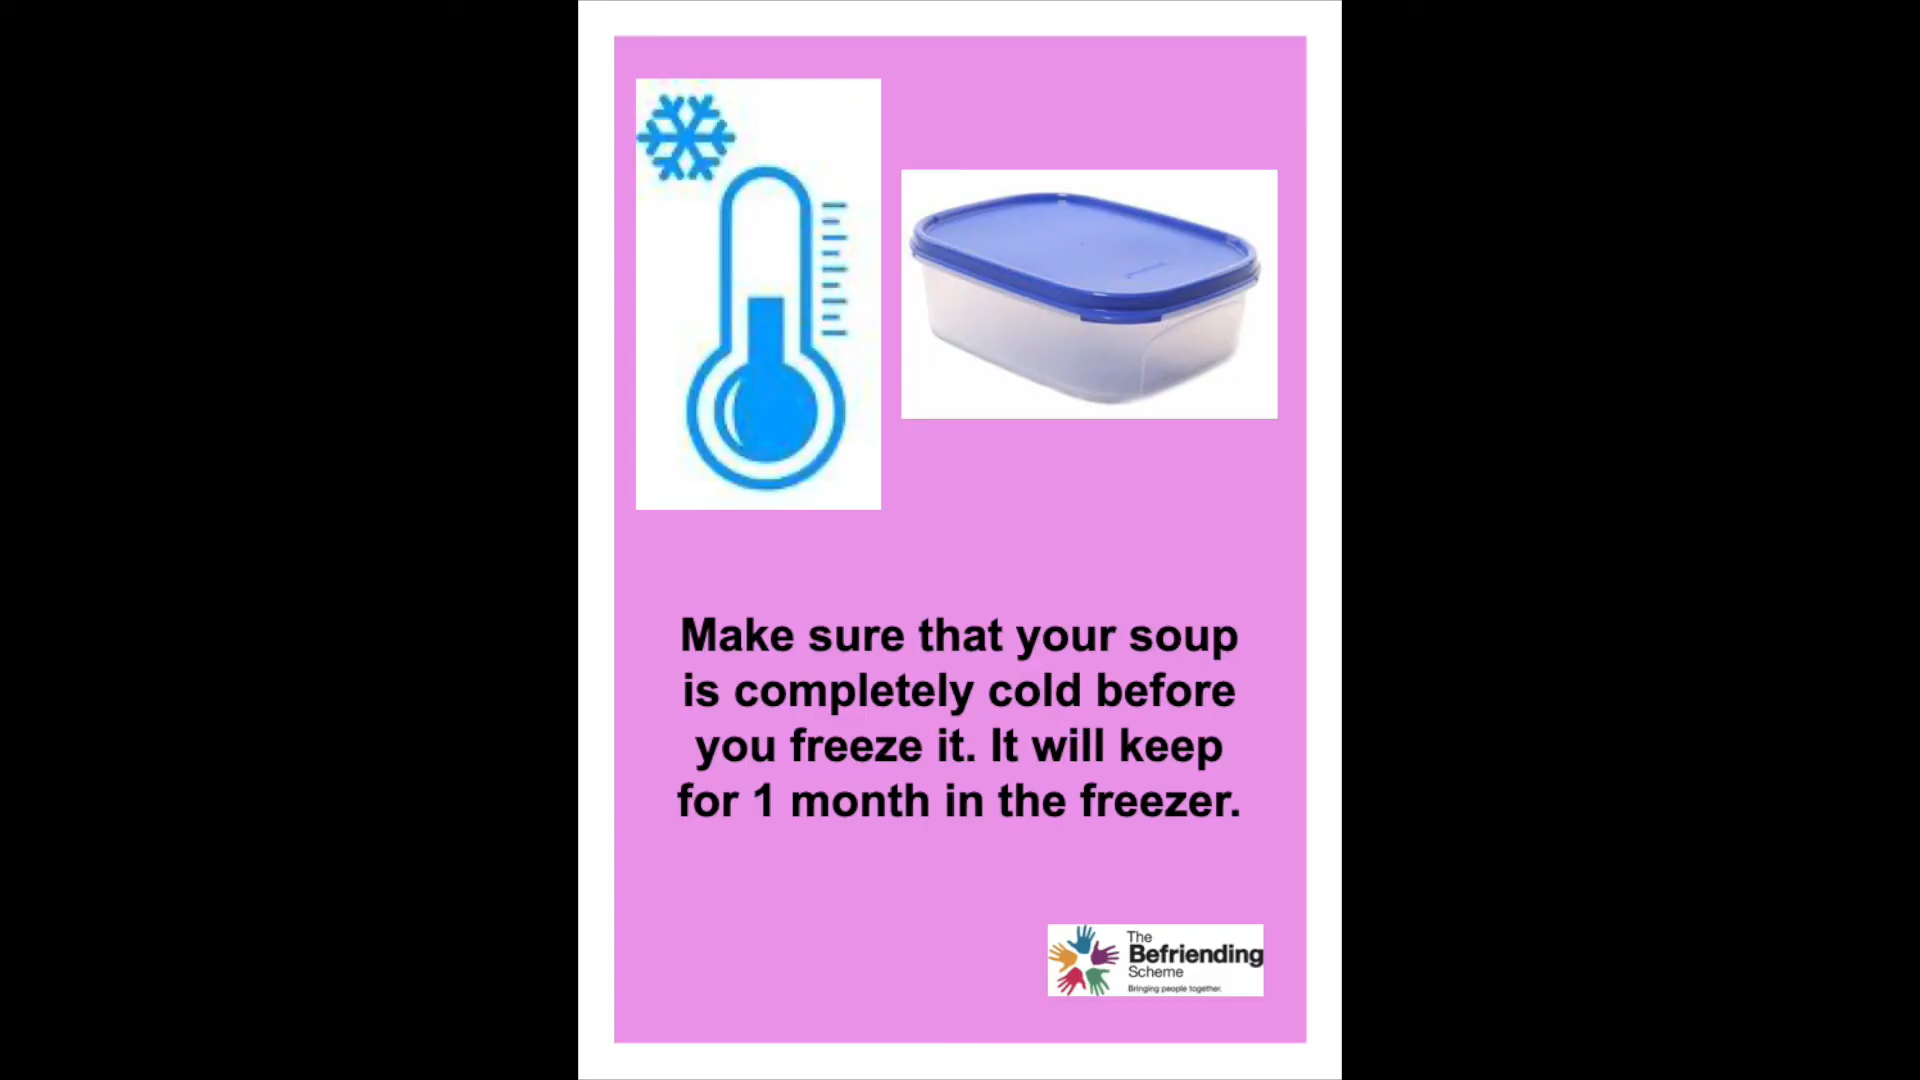 Make sure that your soup
is completely cold before
you freeze it. It will keep
for 1 month in the freezer.
The
Befriending
Scheme
Bringing people together.